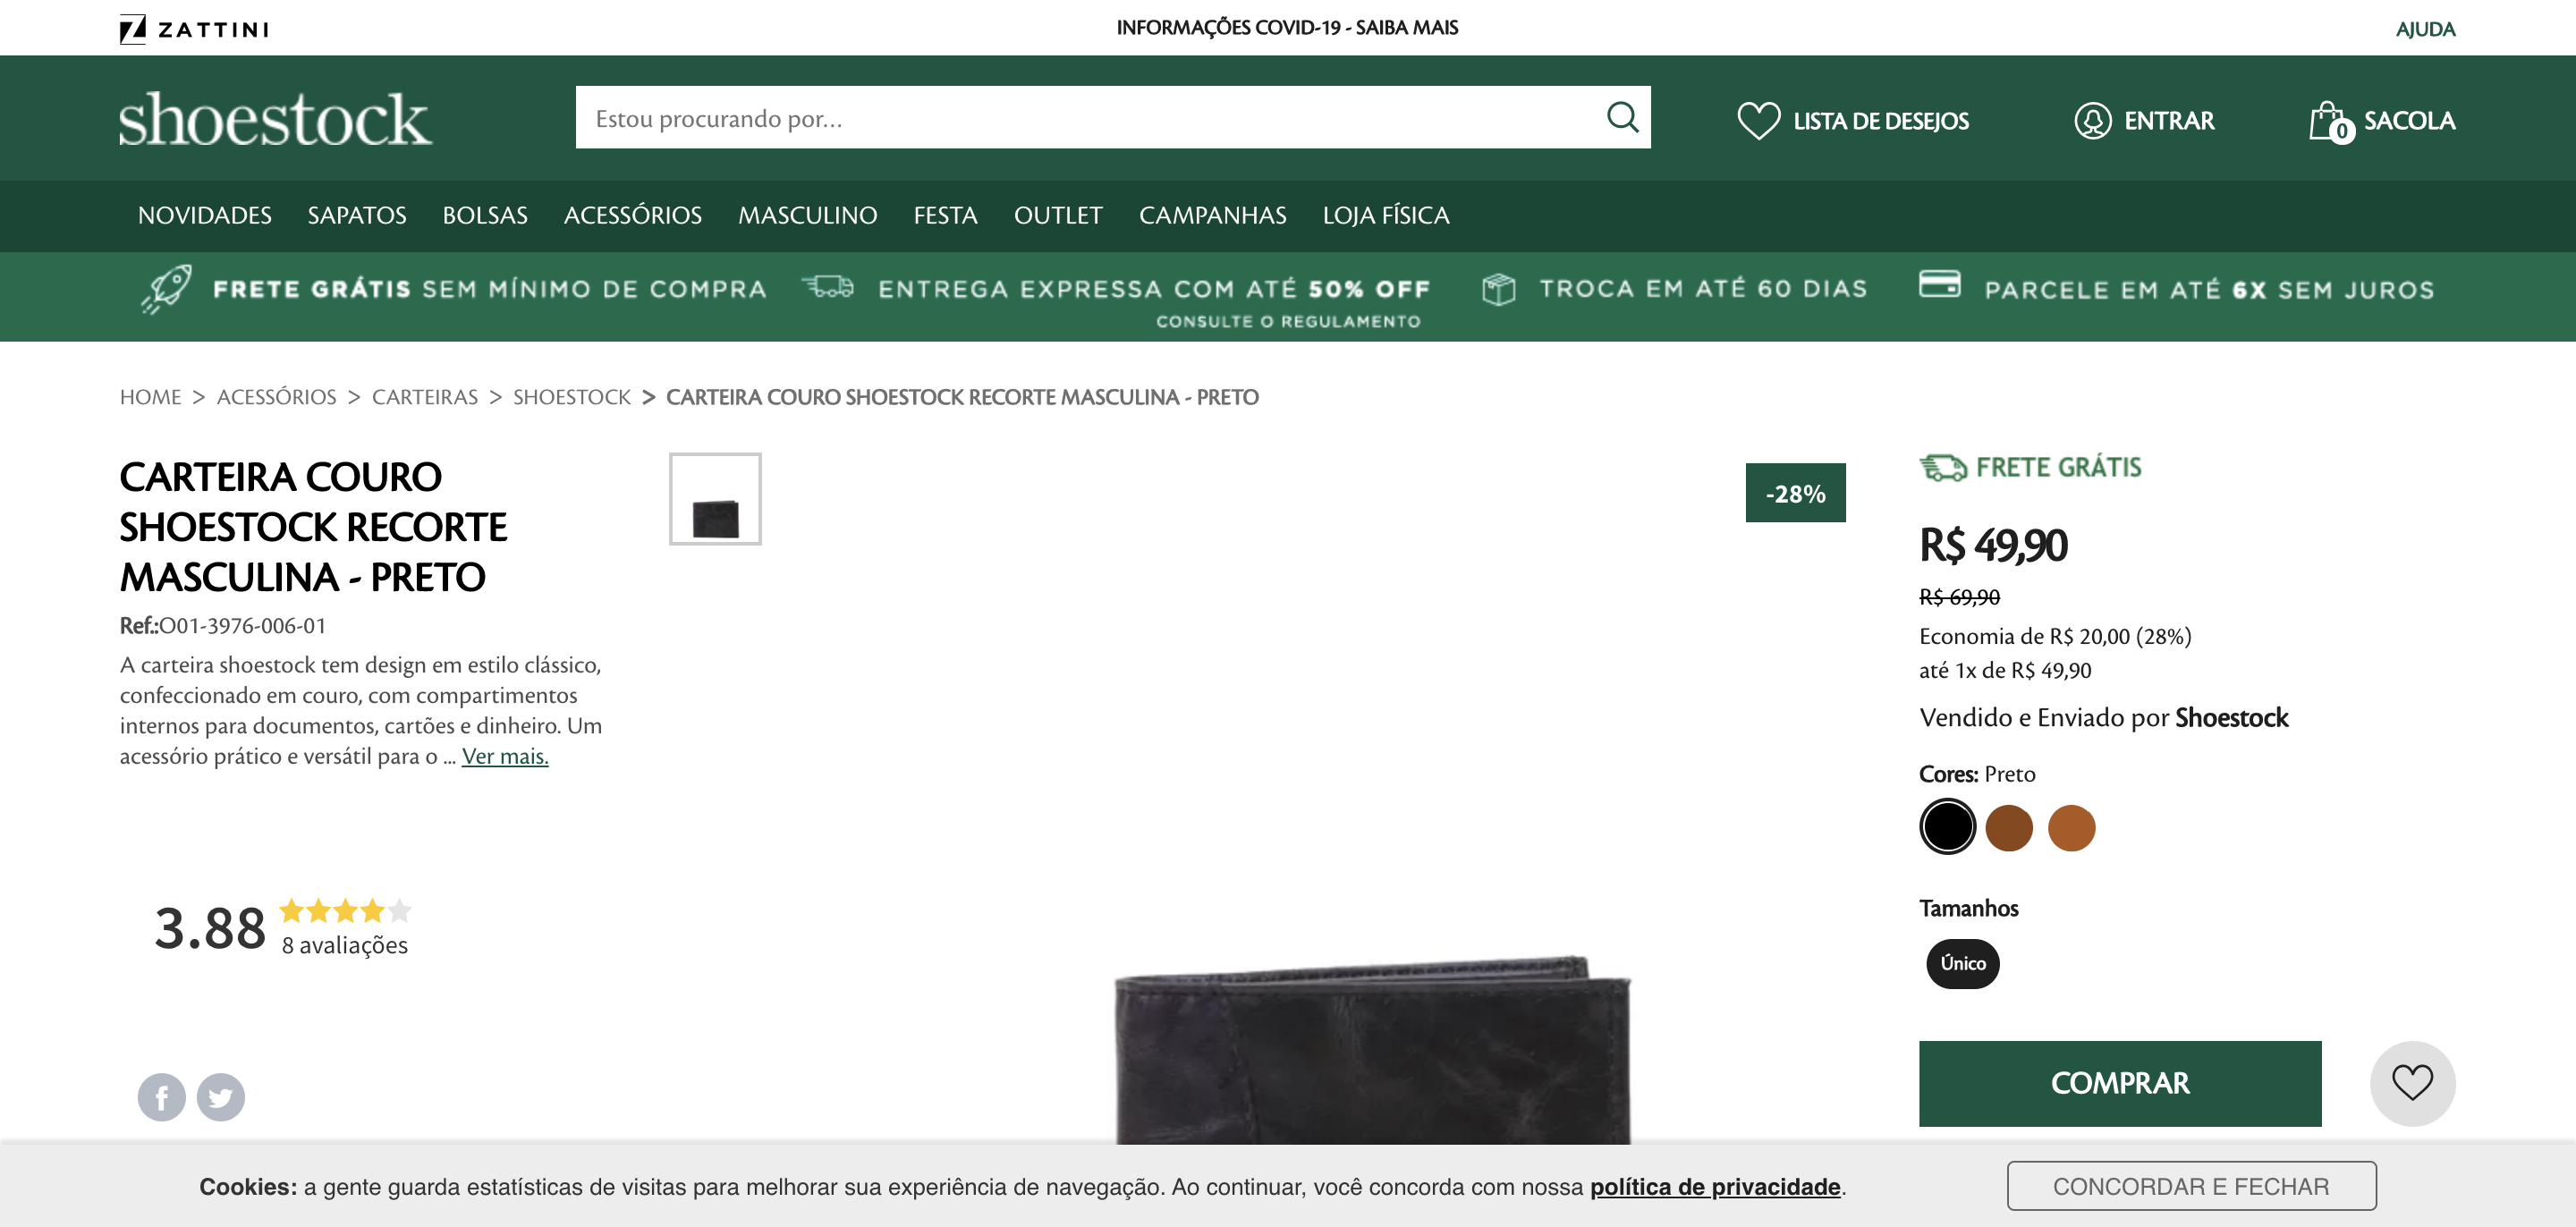 ZATTINI
INFORMAÇÕES COVID-19 - SAIBA MAIS
AJUDA
shoestock
Estou procurando por...
LISTA DE DESEJOS
ENTRAR
0
SACOLA
NOVIDADES SAPATOS BOLSAS ACESSÓRIOS MASCULINO FESTA OUTLET CAMPANHAS LOJA FÍSICA
FRETE GRÁTIS SEM MÍNIMO DE COMPRA
ENTREGA EXPRESSA COM ATÉ 50% OFF
CONSULTE O REGULAMENTO
TROCA EM ATÉ 60 DIAS
PARCELE EM ATÉ 6X SEM JUROS
HOME > ACESSÓRIOS > CARTEIRAS > SHOESTOCK > CARTEIRA COURO SHOESTOCK RECORTE MASCULINA - PRETO
CARTEIRA COURO
SHOESTOCK RECORTE
MASCULINA - PRETO
Ref.:O01-3976-006-01
A carteira shoestock tem design em estilo clássico,
confeccionado em couro, com compartimentos
internos para documentos, cartões e dinheiro. Um
acessório prático e versátil para o ... Ver mais.
3.88
8 avaliações
-28%
FRETE GRÁTIS
R$ 49,90
R$ 69,90
Economia de R$ 20,00 (28%)
até 1x de R$ 49,90
Vendido e Enviado por Shoestock
Cores: Preto
Tamanhos
Único
COMPRAR
Cookies: a gente guarda estatísticas de visitas para melhorar sua experiência de navegação. Ao continuar, você concorda com nossa política de privacidade.
CONCORDAR E FECHAR